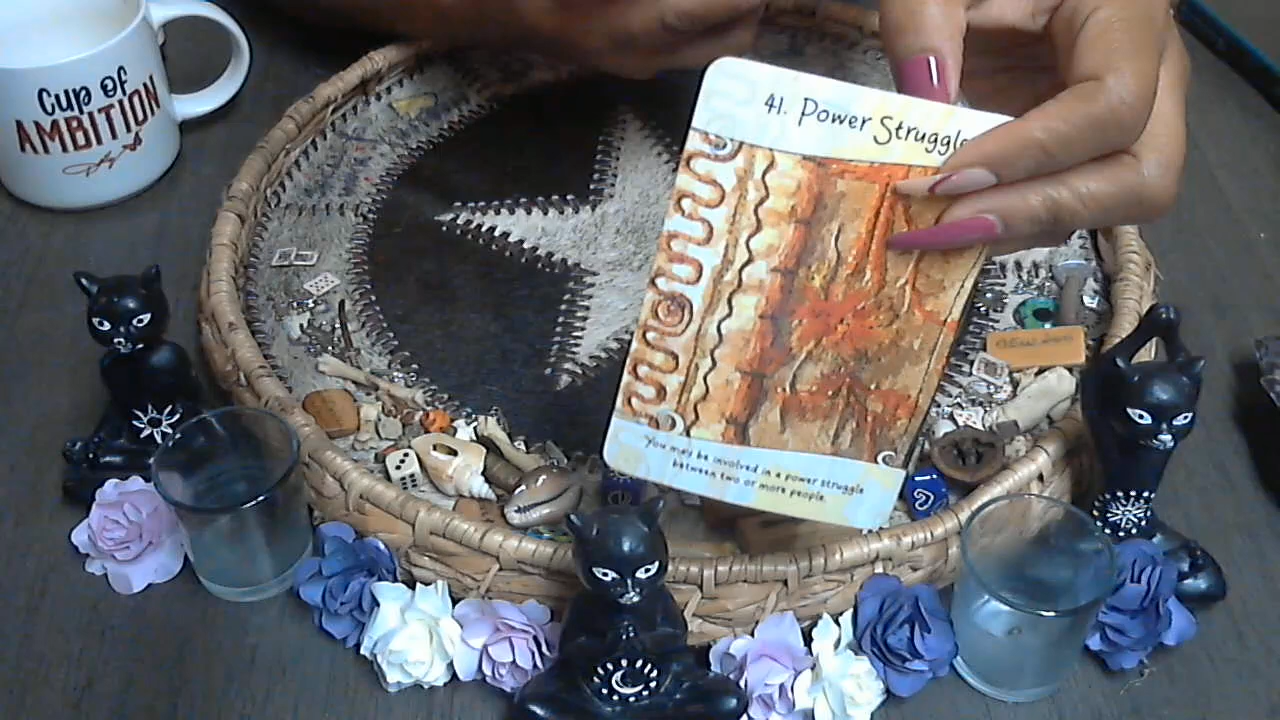 Cup of
AMBITION
41. Power Struggle
You may be involved in a power struggle
between two or more people.